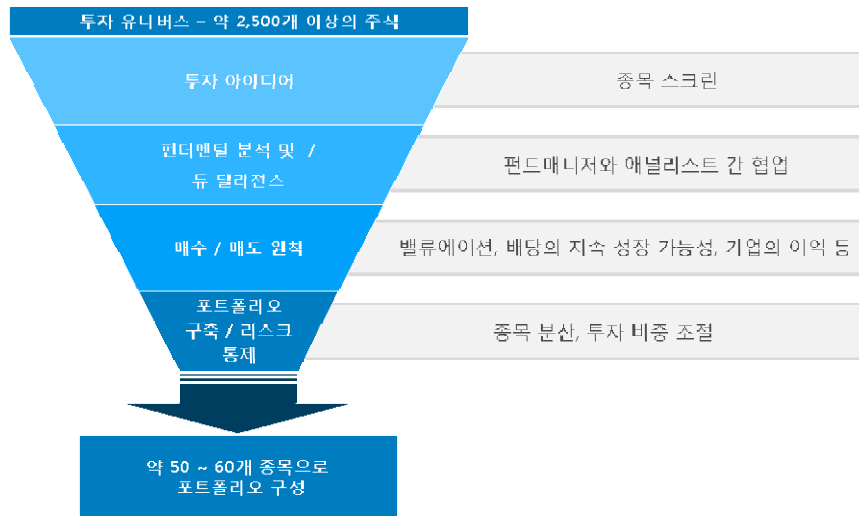 투자 유니버스 – 약 2,500개 이상의 주식
투자 아이디어
종목 스크린
펀더멘털 분석 및 /
듀 딜리전스
펀드매니저와 애널리스트 간 협업
매수 / 매도 원칙
밸류에이션, 배당의 지속 성장 가능성, 기업의 이익 등
포트폴리오
구축 / 리스크
통제
종목 분산, 투자 비중 조절
약 50 ~ 60개 종목으로
포트폴리오 구성